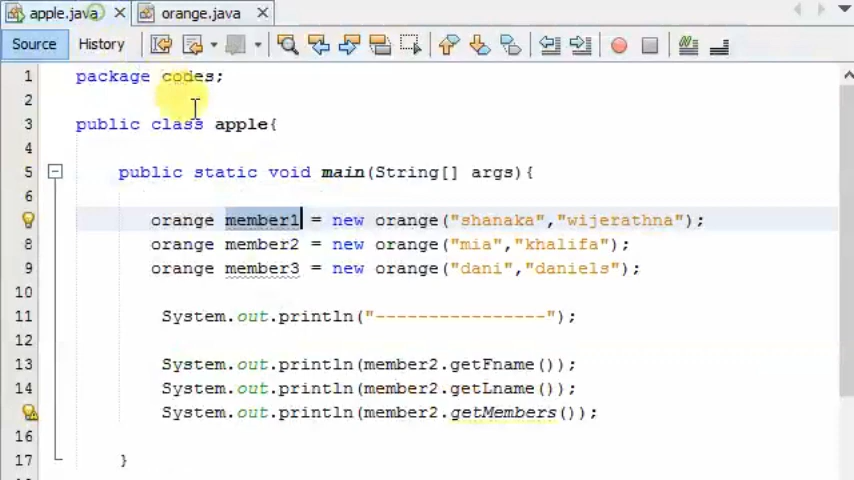 apple.java orange.java
Source History
1 package codes;
2
3 public class apple{
4
5 public static void main(String[] args){
6
orange member1 = new orange("shanaka","wijerathna");
8 orange member2 = new orange("mia","khalifa");
9 orange member3 = new orange("dani","daniels");
10
11 System.out.println("----------------");
12
13 System.out.println(member2.getFname());
14 System.out.println(member2.getLname());
System.out.println(member2.getMembers());
16
17 }